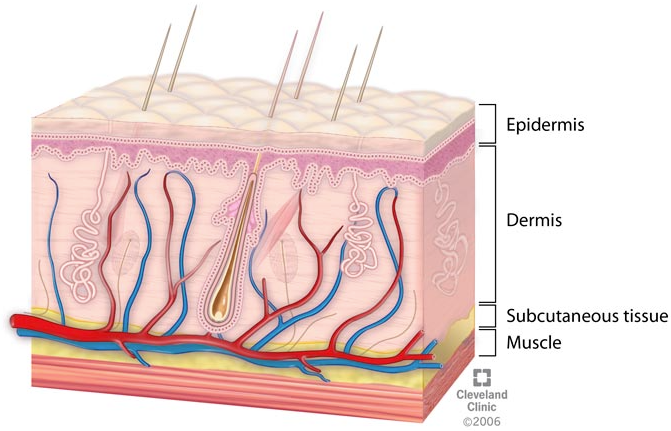 Epidermis
Dermis
Subcutaneous tissue
Muscle
Cleveland
Clinic
©2006